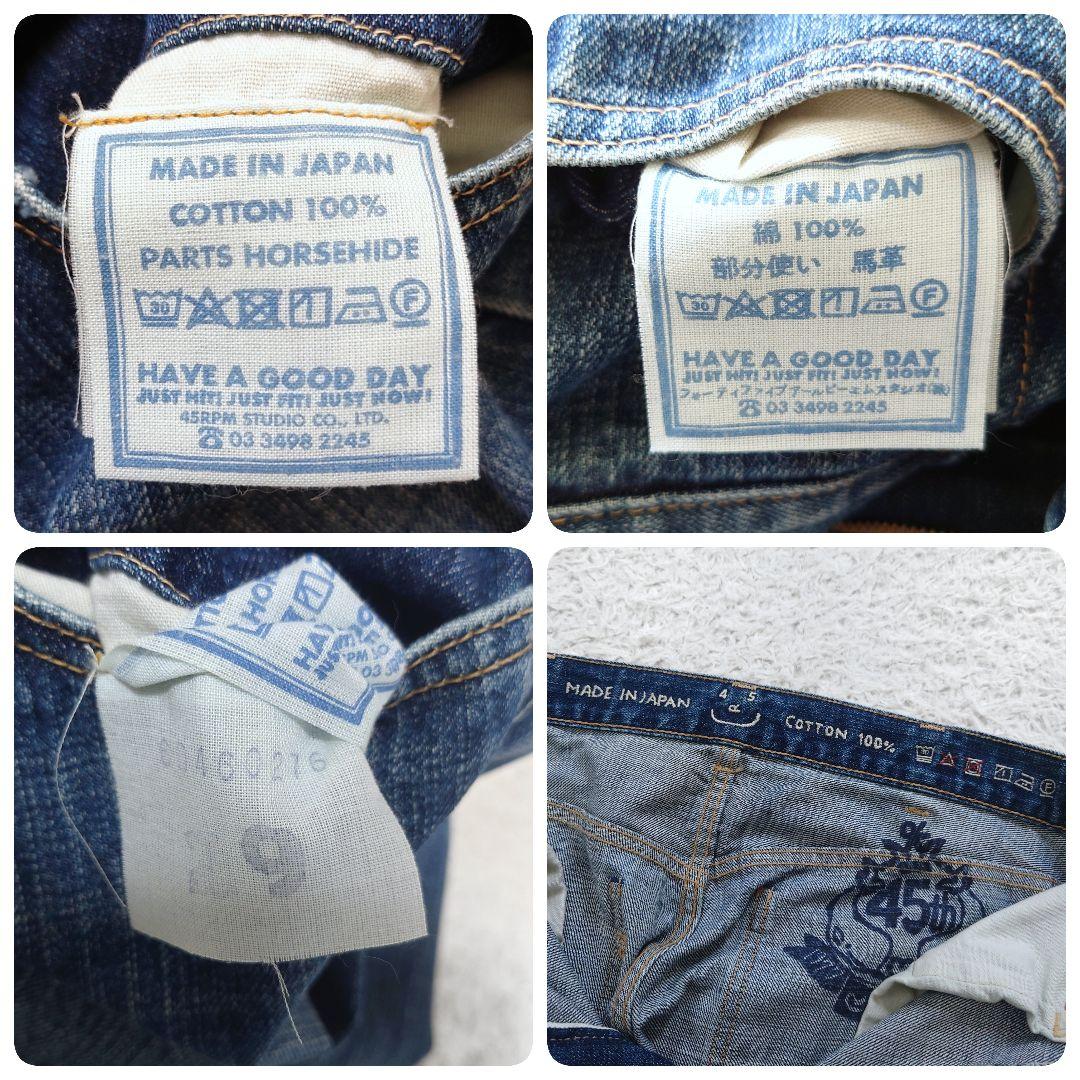 MADE IN JAPAN
COTTON 100%
PARTS HORSEHIDE
30
F
HAVE A GOOD DAY
JUST HIT! JUST FIT! JUST NOW!
45RPM STUDIO CO., LTD.
☎ 03 3498 2245
MADE IN JAPAN
綿 100%
部分使い 馬革
30
F
HAVE A GOOD DAY
JUST HIT! JUST FIT! JUST NOW!
フォーティファイブアールピーエムスタジオ(株)
☎ 03 3498 2245
9
MADE IN JAPAN
4 5
R
COTTON 100%
F
45th